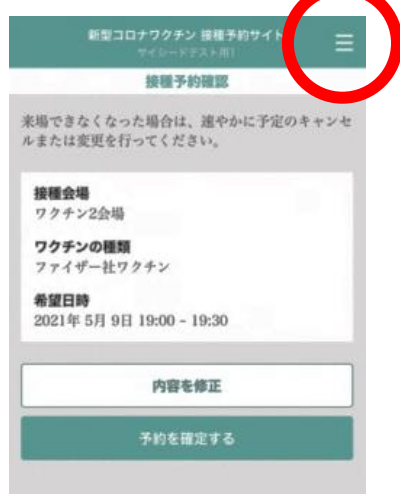 新型コロナワクチン 接種予約サイト
サイシードテスト用1
接種予約確認
来場できなくなった場合は、速やかに予定のキャンセ
ルまたは変更を行ってください。
接種会場
ワクチン2会場
ワクチンの種類
ファイザー社ワクチン
希望日時
2021年 5月 9日 19:00 - 19:30
内容を修正
予約を確定する